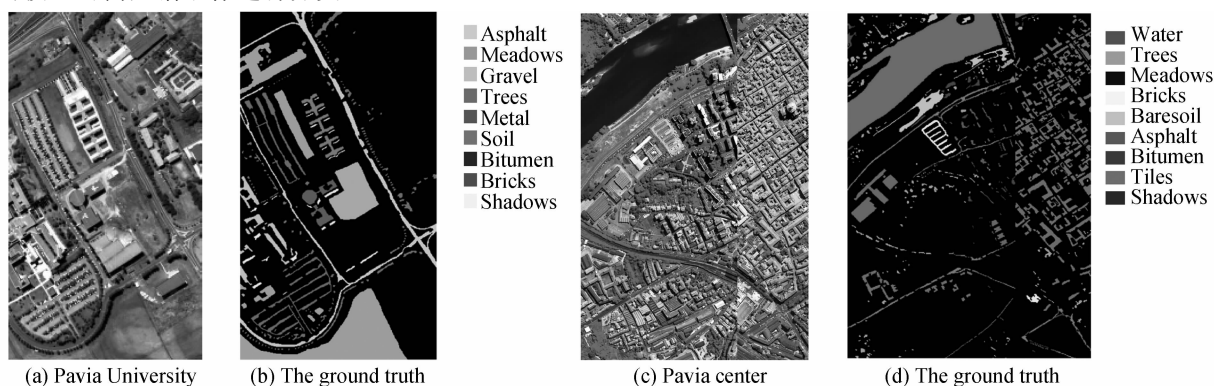 Asphalt
Meadows
Gravel
Trees
Metal
Soil
Bitumen
Bricks
Shadows
Water
Trees
Meadows
Bricks
Baresoil
Asphalt
Bitumen
Tiles
Shadows
(a) Pavia University
(b) The ground truth
(c) Pavia center
(d) The ground truth